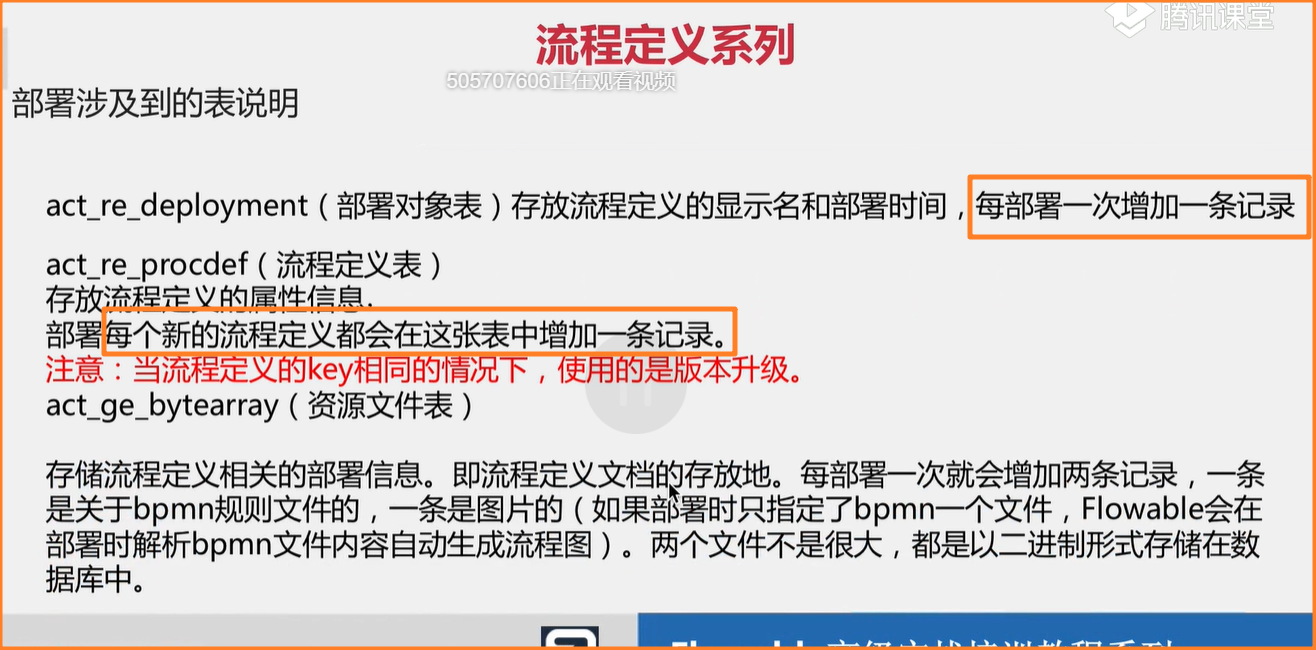 腾讯课堂
流程定义系列
505707606正在观看视频
部署涉及到的表说明
act_re_deployment（部署对象表）存放流程定义的显示名和部署时间，每部署一次增加一条记录
act_re_procdef（流程定义表）
存放流程定义的属性信息，
部署每个新的流程定义都会在这张表中增加一条记录。
注意：当流程定义的key相同的情况下，使用的是版本升级。
act_ge_bytearray（资源文件表）
存储流程定义相关的部署信息。即流程定义文档的存放地。每部署一次就会增加两条记录，一条
是关于bpmn规则文件的，一条是图片的（如果部署时只指定了bpmn一个文件，Flowable会在
部署时解析bpmn文件内容自动生成流程图）。两个文件不是很大，都是以二进制形式存储在数
据库中。